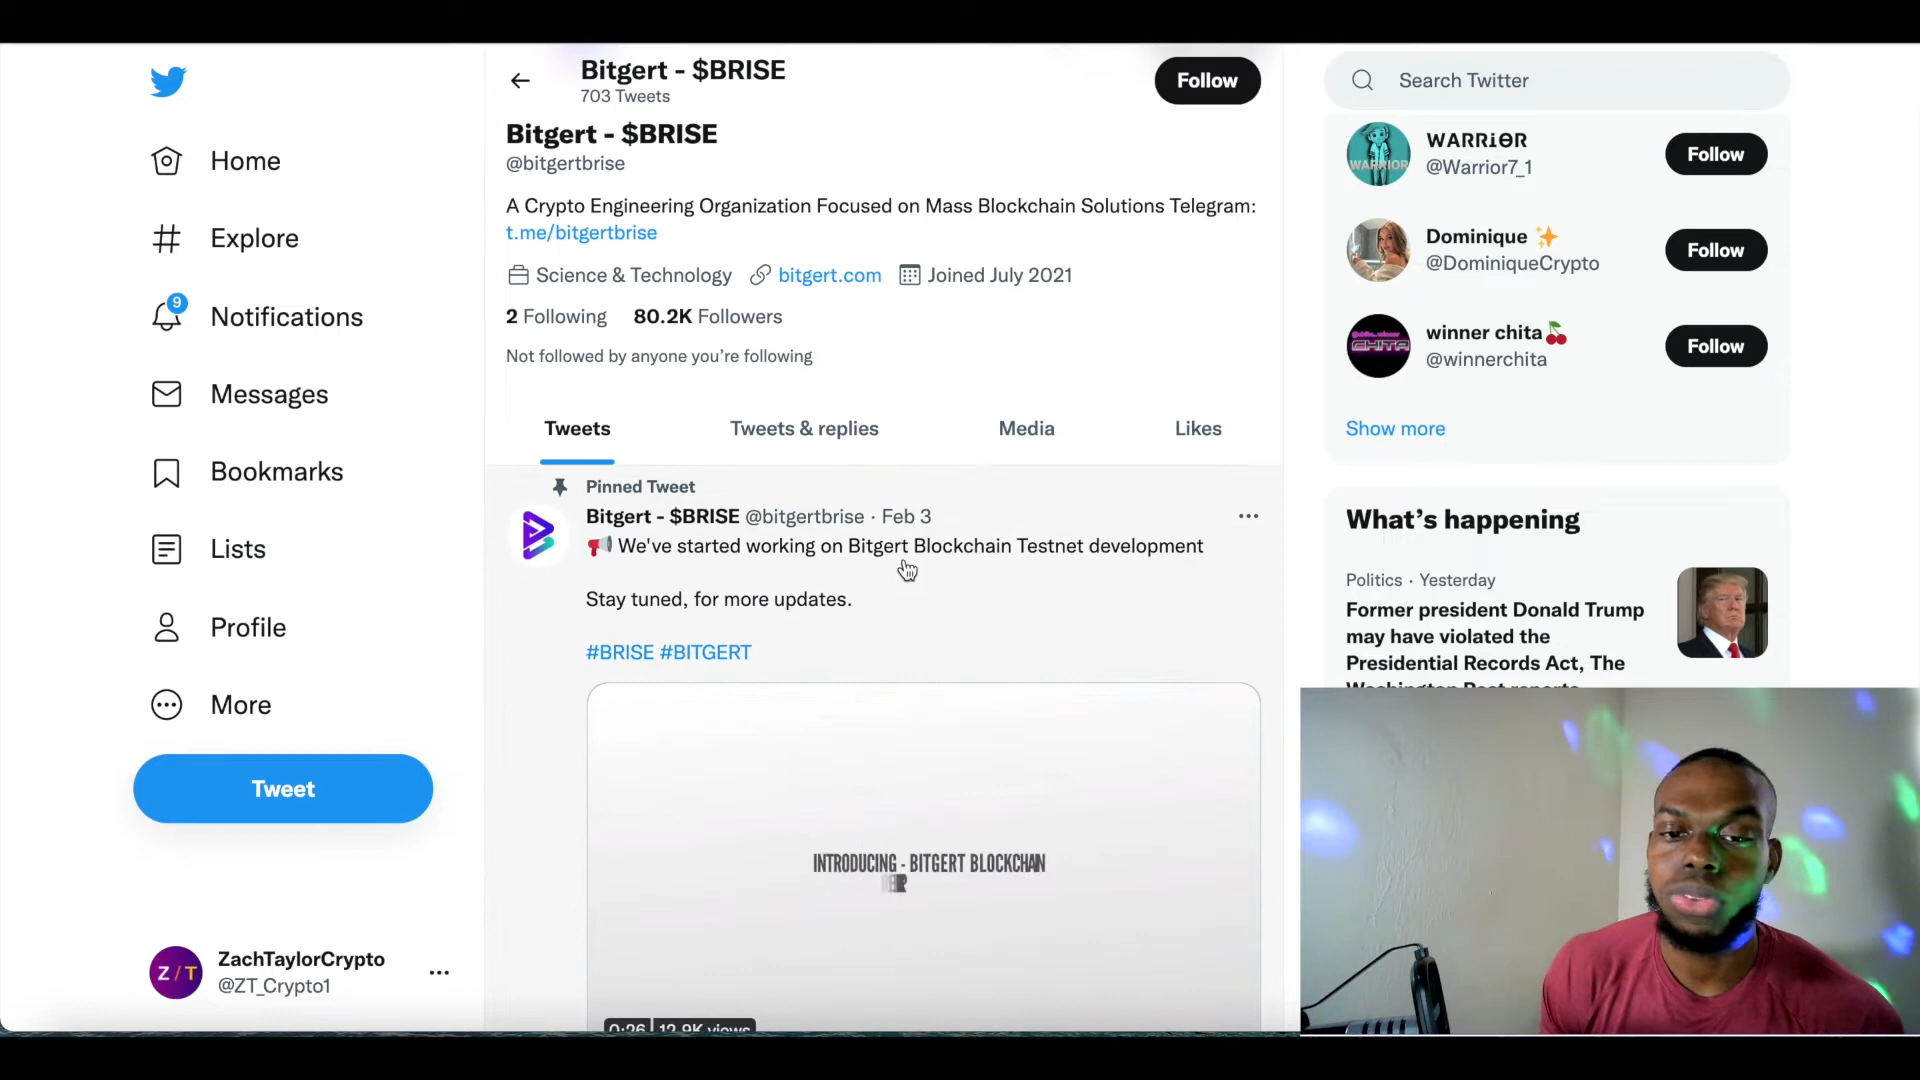 Home
Explore
9
Notifications
Messages
Bookmarks
Lists
Profile
More
Tweet
Z/T
ZachTaylorCrypto
@ZT_Crypto1
Bitgert - $BRISE
703 Tweets
Follow
Bitgert - $BRISE
@bitgertbrise
A Crypto Engineering Organization Focused on Mass Blockchain Solutions Telegram:
t.me/bitgertbrise
Science & Technology bitgert.com Joined July 2021
2 Following 80.2K Followers
Not followed by anyone you're following
Tweets Tweets & replies Media Likes
Pinned Tweet
Bitgert - $BRISE @bitgertbrise · Feb 3
We've started working on Bitgert Blockchain Testnet development
Stay tuned, for more updates.
#BRISE #BITGERT
INTRODUCING - BITGERT BLOCKCHAIN
0:26 12.9K views
Search Twitter
WARRIOR
WARRiӨR
@Warrior7_1
Follow
Dominique
@DominiqueCrypto
Follow
CHITA
winner chita
@winnerchita
Follow
Show more
What's happening
Politics · Yesterday
Former president Donald Trump
may have violated the
Presidential Records Act, The
Washington Post reports